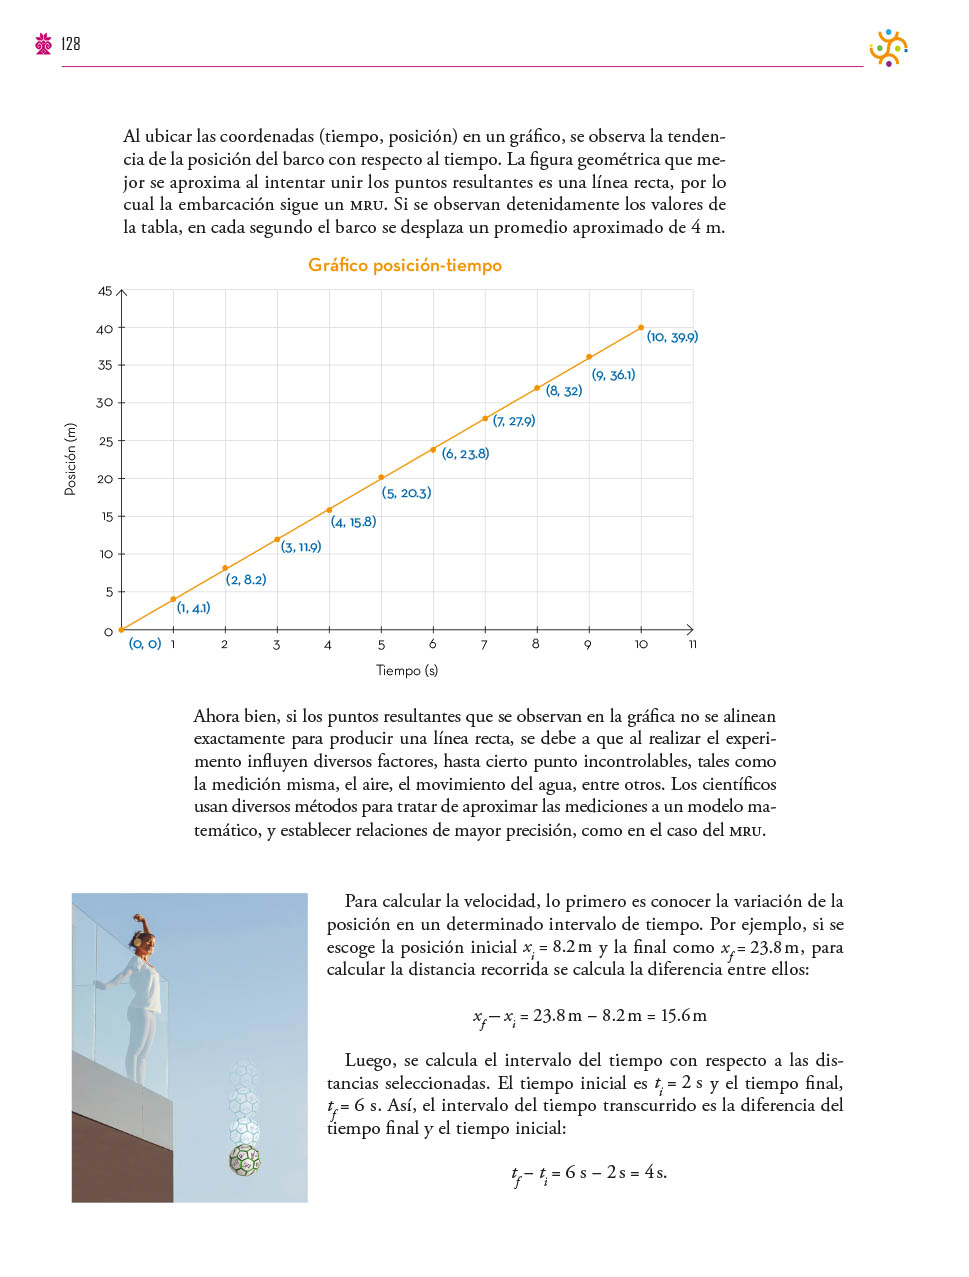 128
Al ubicar las coordenadas (tiempo, posición) en un gráfico, se observa la tenden-
cia de la posición del barco con respecto al tiempo. La figura geométrica que me-
jor se aproxima al intentar unir los puntos resultantes es una línea recta, por lo
cual la embarcación sigue un MRU. Si se observan detenidamente los valores de
la tabla, en cada segundo el barco se desplaza un promedio aproximado de 4 m.
Gráfico posición-tiempo
45
40
35
30
25
20
15
10
5
0
Posición (m)
(10, 39.9)
(9, 36.1)
(8, 32)
(7, 27.9)
(6, 23.8)
(5, 20.3)
(4, 15.8)
(3, 11.9)
(2, 8.2)
(1, 4.1)
(0, 0) 1 2 3 4 5 6 7 8 9 10 11
Tiempo (s)
Ahora bien, si los puntos resultantes que se observan en la gráfica no se alinean
exactamente para producir una línea recta, se debe a que al realizar el experi-
mento influyen diversos factores, hasta cierto punto incontrolables, tales como
la medición misma, el aire, el movimiento del agua, entre otros. Los científicos
usan diversos métodos para tratar de aproximar las mediciones a un modelo ma-
temático, y establecer relaciones de mayor precisión, como en el caso del MRU.
Para calcular la velocidad, lo primero es conocer la variación de la
posición en un determinado intervalo de tiempo. Por ejemplo, si se
escoge la posición inicial x_i = 8.2 m y la final como x_f = 23.8 m, para
calcular la distancia recorrida se calcula la diferencia entre ellos:
x_f – x_i = 23.8 m – 8.2 m = 15.6 m
Luego, se calcula el intervalo del tiempo con respecto a las dis-
tancias seleccionadas. El tiempo inicial es t_i = 2 s y el tiempo final,
t_f = 6 s. Así, el intervalo del tiempo transcurrido es la diferencia del
tiempo final y el tiempo inicial:
t_f – t_i = 6 s – 2 s = 4 s.